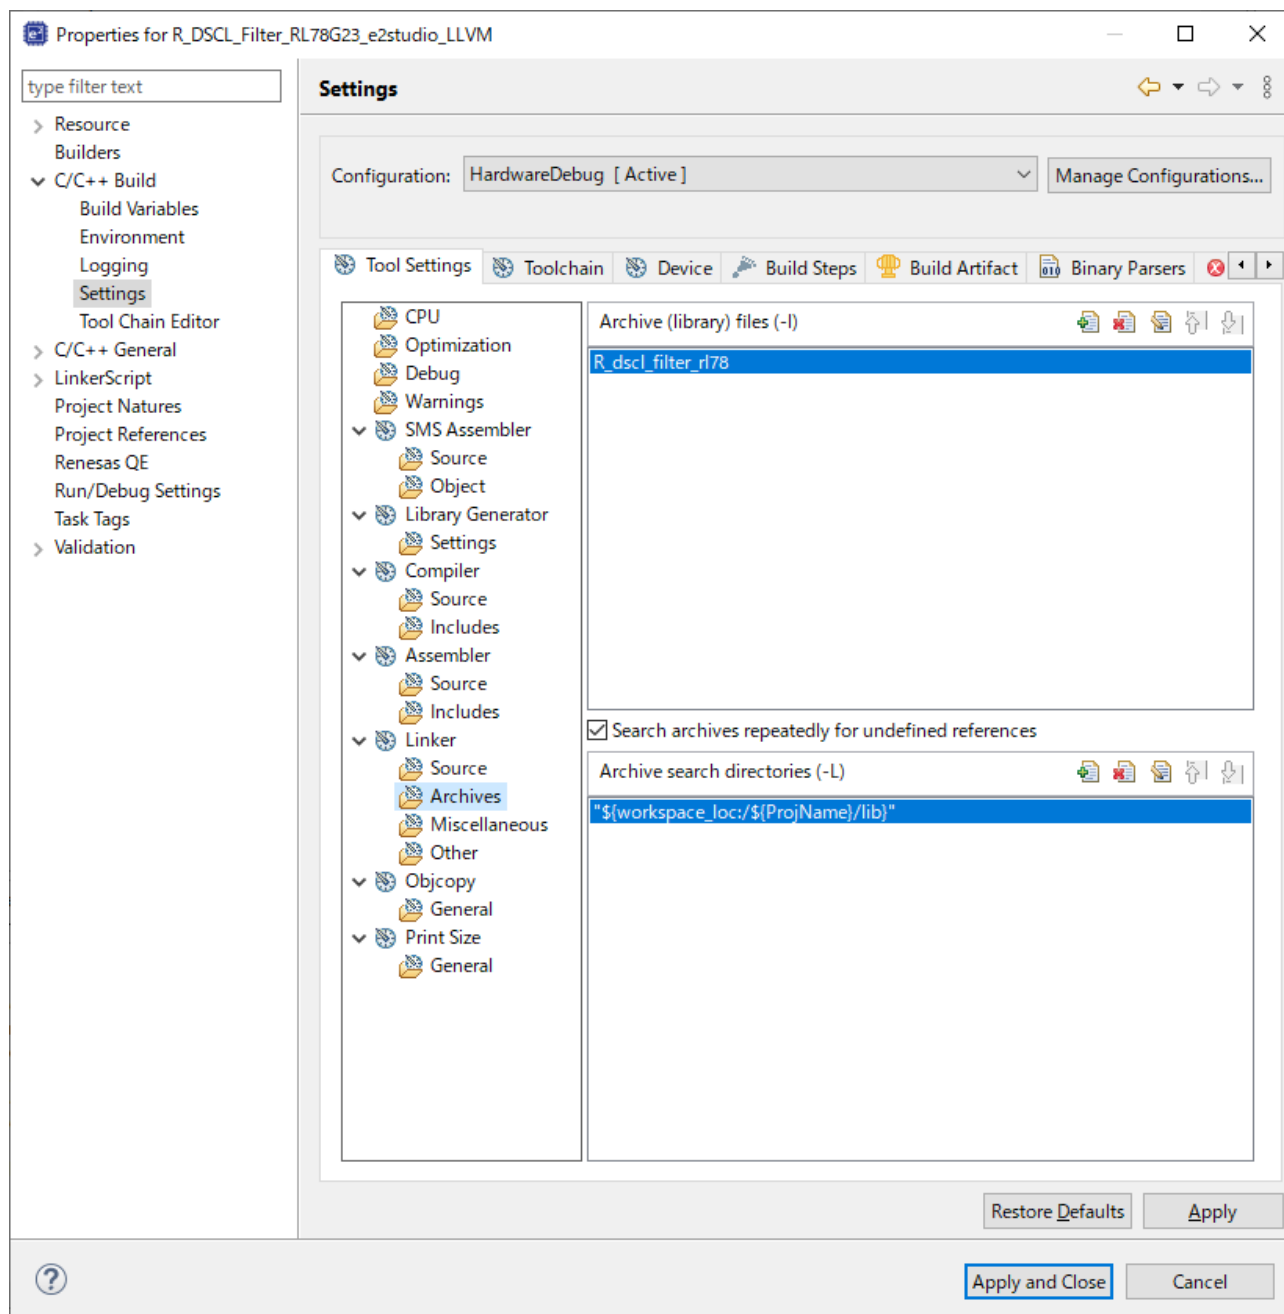 Properties for R_DSCL_Filter_RL78G23_e2studio_LLVM
type filter text
Resource
Builders
C/C++ Build
Build Variables
Environment
Logging
Settings
Tool Chain Editor
C/C++ General
LinkerScript
Project Natures
Project References
Renesas QE
Run/Debug Settings
Task Tags
Validation
Settings
Configuration:
HardwareDebug [ Active ]
Manage Configurations...
Tool Settings
Toolchain
Device
Build Steps
Build Artifact
Binary Parsers
CPU
Optimization
Debug
Warnings
SMS Assembler
Source
Object
Library Generator
Settings
Compiler
Source
Includes
Assembler
Source
Includes
Linker
Source
Archives
Miscellaneous
Other
Objcopy
General
Print Size
General
Archive (library) files (-l)
R_dscl_filter_rl78
Search archives repeatedly for undefined references
Archive search directories (-L)
"${workspace_loc:/${ProjName}/lib}"
Restore Defaults
Apply
Apply and Close
Cancel